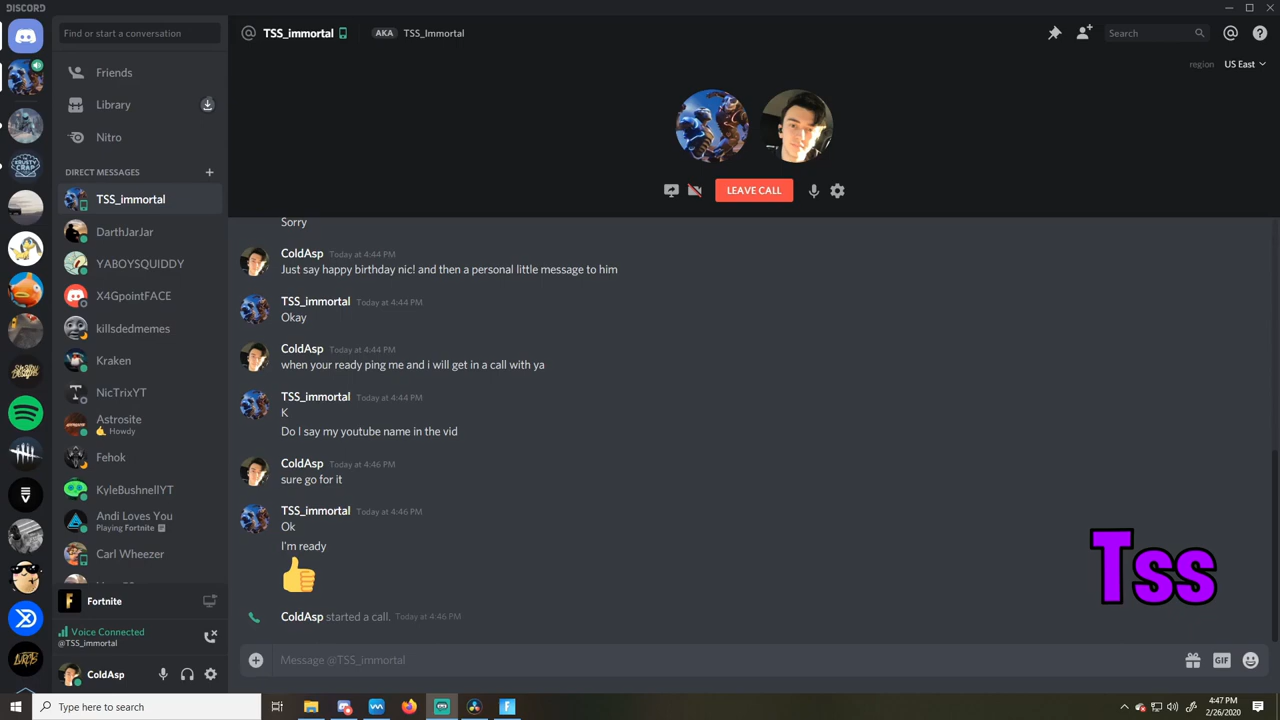 DISCORD
Find or start a conversation
TSS_immortal
AKA
TSS_Immortal
Search
Friends
region
US East
Library
Nitro
DIRECT MESSAGES
LEAVE CALL
TSS_immortal
DarthJarJar
YABOYSQUIDDY
X4GpointFACE
killsdedmemes
Kraken
NicTrixYT
Astrosite
Howdy
Fehok
KyleBushnellYT
Andi Loves You
Playing Fortnite
Carl Wheezer
Fortnite
Voice Connected
@TSS_immortal
ColdAsp
Sorry
ColdAsp Today at 4:44 PM
Just say happy birthday nic! and then a personal little message to him
TSS_immortal Today at 4:44 PM
Okay
ColdAsp Today at 4:44 PM
when your ready ping me and i will get in a call with ya
TSS_immortal Today at 4:44 PM
K
Do I say my youtube name in the vid
ColdAsp Today at 4:46 PM
sure go for it
TSS_immortal Today at 4:46 PM
Ok
I'm ready
ColdAsp started a call. Today at 4:46 PM
Tss
Message @TSS_immortal
GIF
Type here to search
4:47 PM
2/26/2020